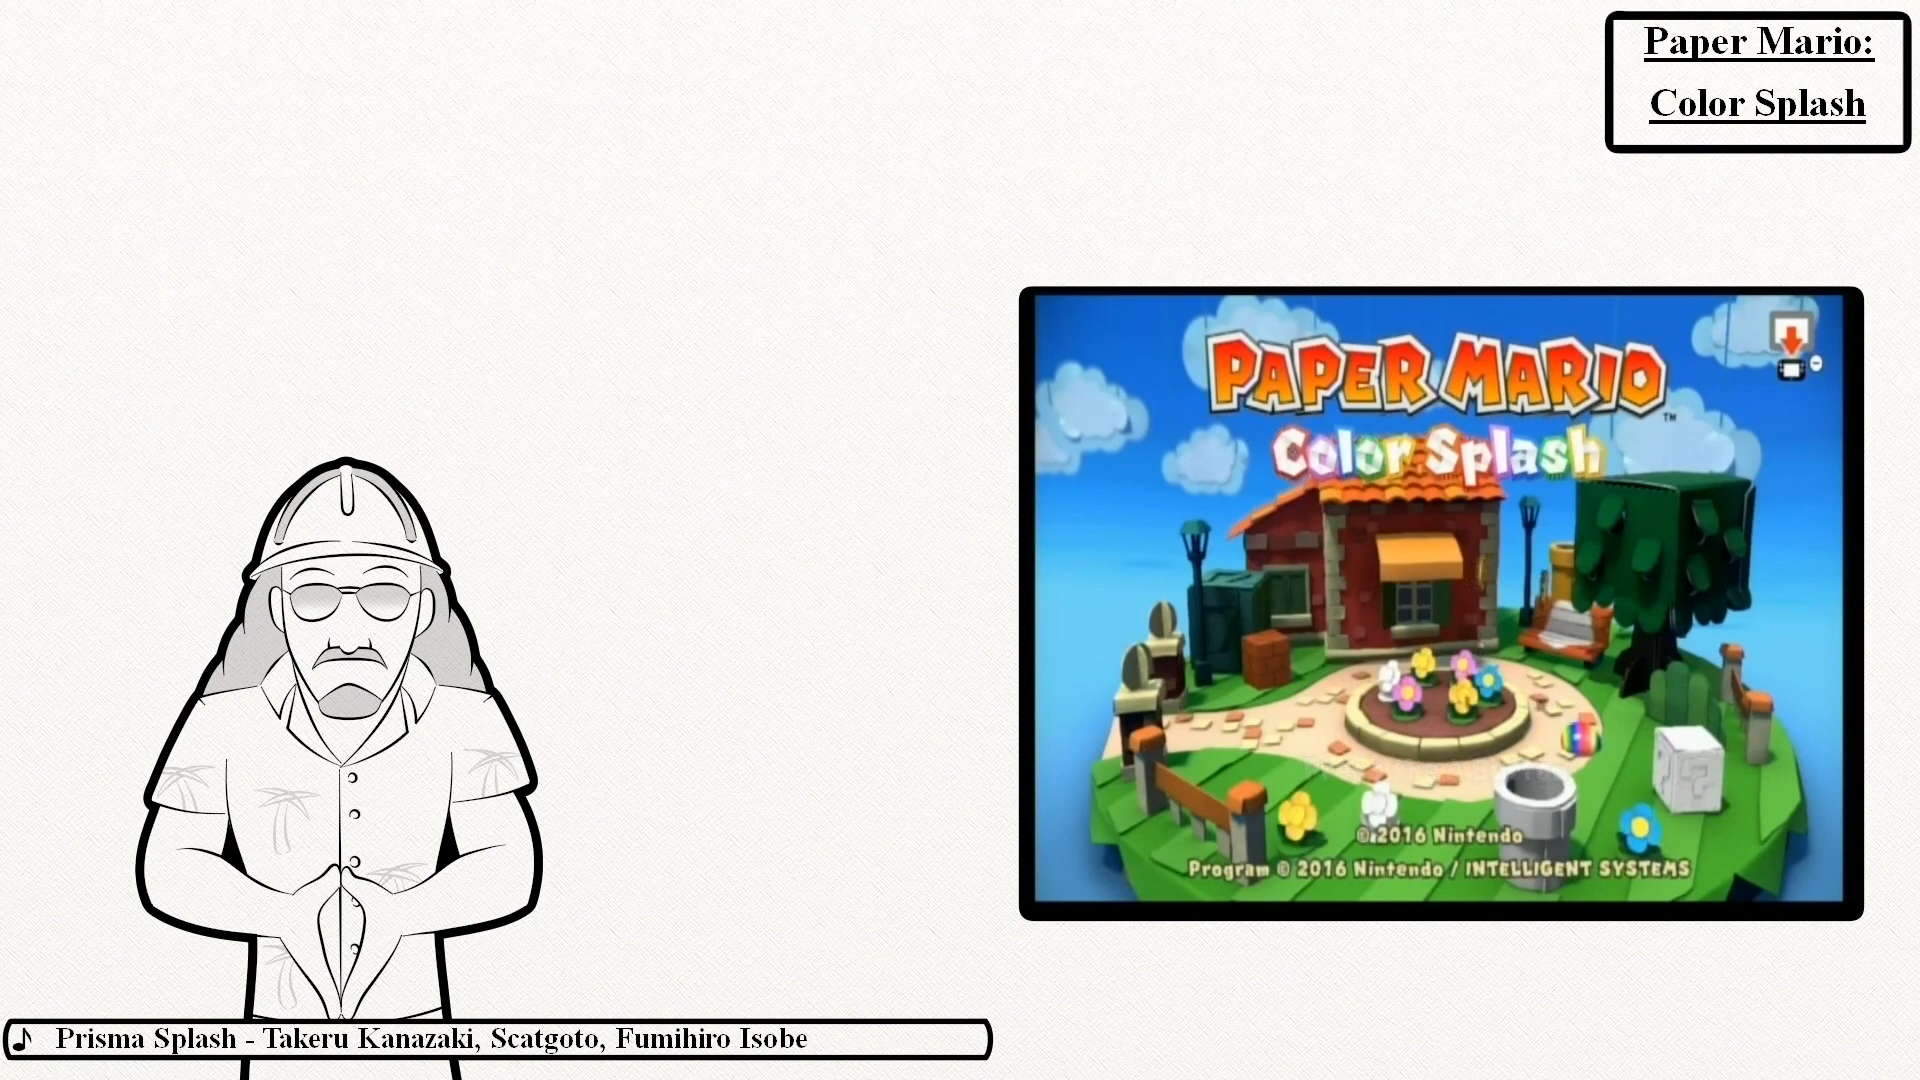 Paper Mario:
Color Splash
PAPER MARIO
TM
Color Splash
© 2016 Nintendo
Program © 2016 Nintendo / INTELLIGENT SYSTEMS
♪ Prisma Splash - Takeru Kanazaki, Scatgoto, Fumihiro Isobe